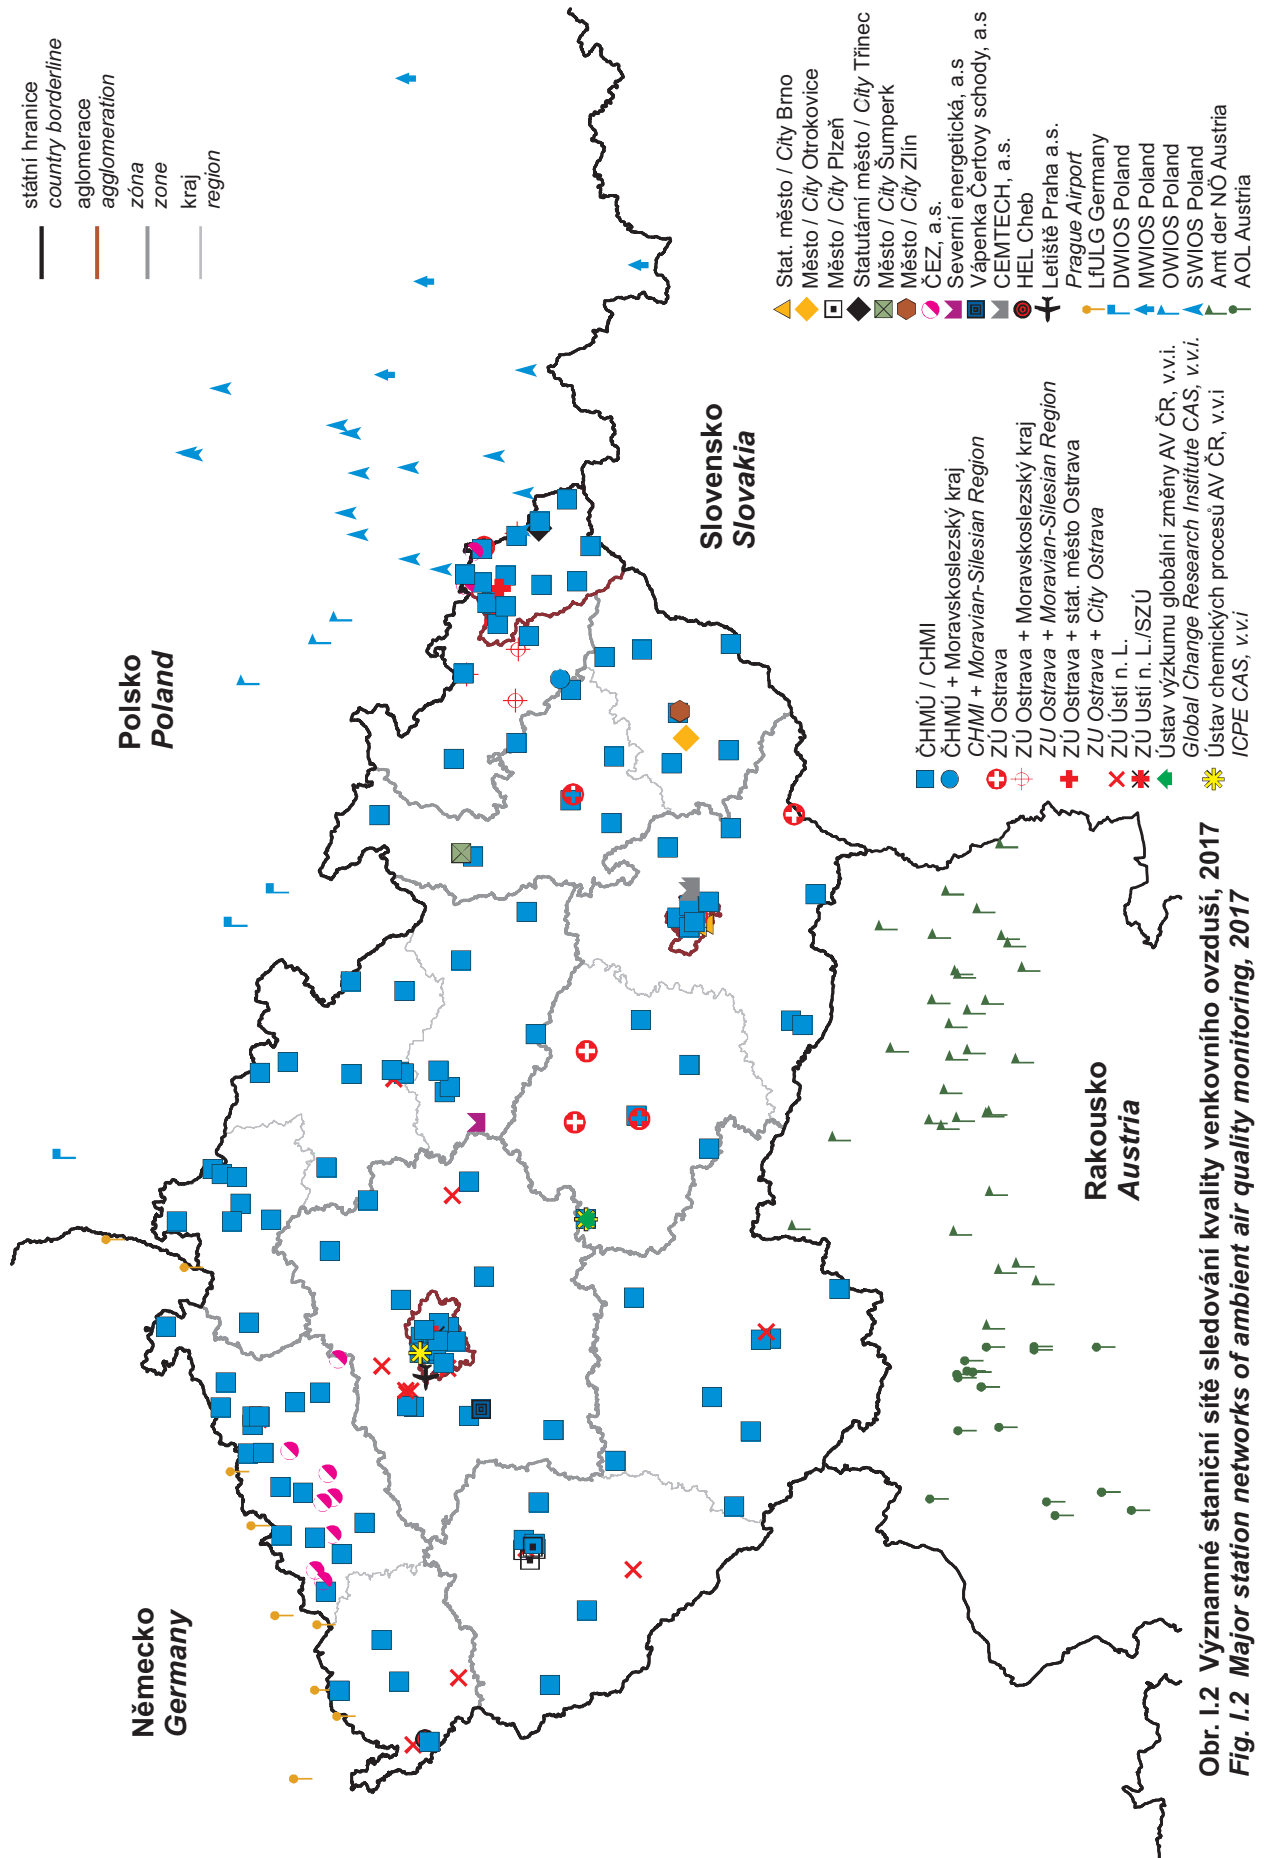 státní hranice
country borderline
aglomerace
agglomeration
zóna
zone
kraj
region
Německo
Germany
Polsko
Poland
Slovensko
Slovakia
Rakousko
Austria
ČHMÚ / CHMI
ČHMÚ + Moravskoslezský kraj
CHMI + Moravian-Silesian Region
ZÚ Ostrava
ZÚ Ostrava + Moravskoslezský kraj
ZÚ Ostrava + Moravian-Silesian Region
ZÚ Ostrava + stat. město Ostrava
ZÚ Ostrava + City Ostrava
ZÚ Ústí n. L.
ZÚ Ústí n. L./SZÚ
Ústav výzkumu globální změny AV ČR, v.v.i.
Global Change Research Institute CAS, v.v.i.
Ústav chemických procesů AV ČR, v.v.i
ICPE CAS, v.v.i
Stat. město / City Brno
Město / City Otrokovice
Město / City Plzeň
Statutární město / City Třinec
Město / City Šumperk
Město / City Zlín
ČEZ, a.s.
Severní energetická, a.s
Vápenka Čertovy schody, a.s
CEMTECH, a.s.
HEL Cheb
Letiště Praha a.s.
Prague Airport
LfULG Germany
DWIOS Poland
MWIOS Poland
OWIOS Poland
SWIOS Poland
Amt der NÖ Austria
AOL Austria
Obr. I.2 Významné staniční sítě sledování kvality venkovního ovzduší, 2017
Fig. I.2 Major station networks of ambient air quality monitoring, 2017